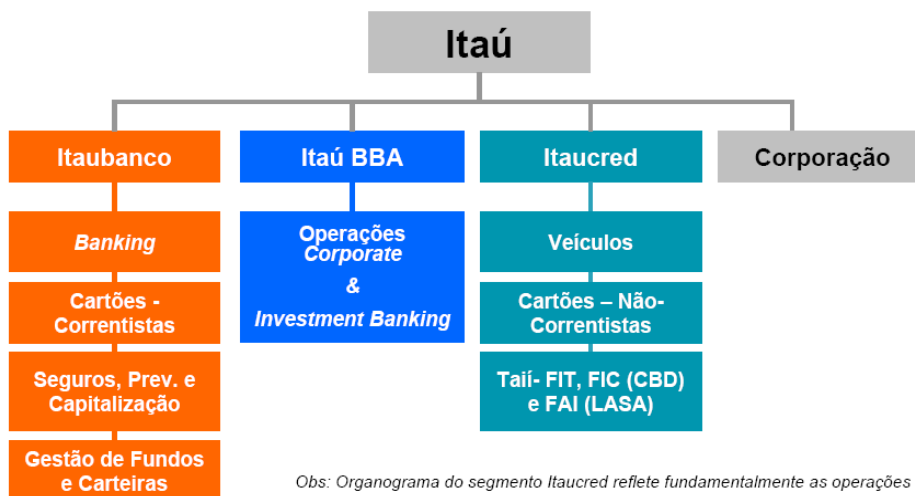 Itaú
Itaubanco
Itaú BBA
Itaucred
Corporação
Banking
Cartões -
Correntistas
Seguros, Prev. e
Capitalização
Gestão de Fundos
e Carteiras
Operações
Corporate
&
Investment Banking
Veículos
Cartões – Não-
Correntistas
Taií- FIT, FIC (CBD)
e FAI (LASA)
Obs: Organograma do segmento Itaucred reflete fundamentalmente as operações